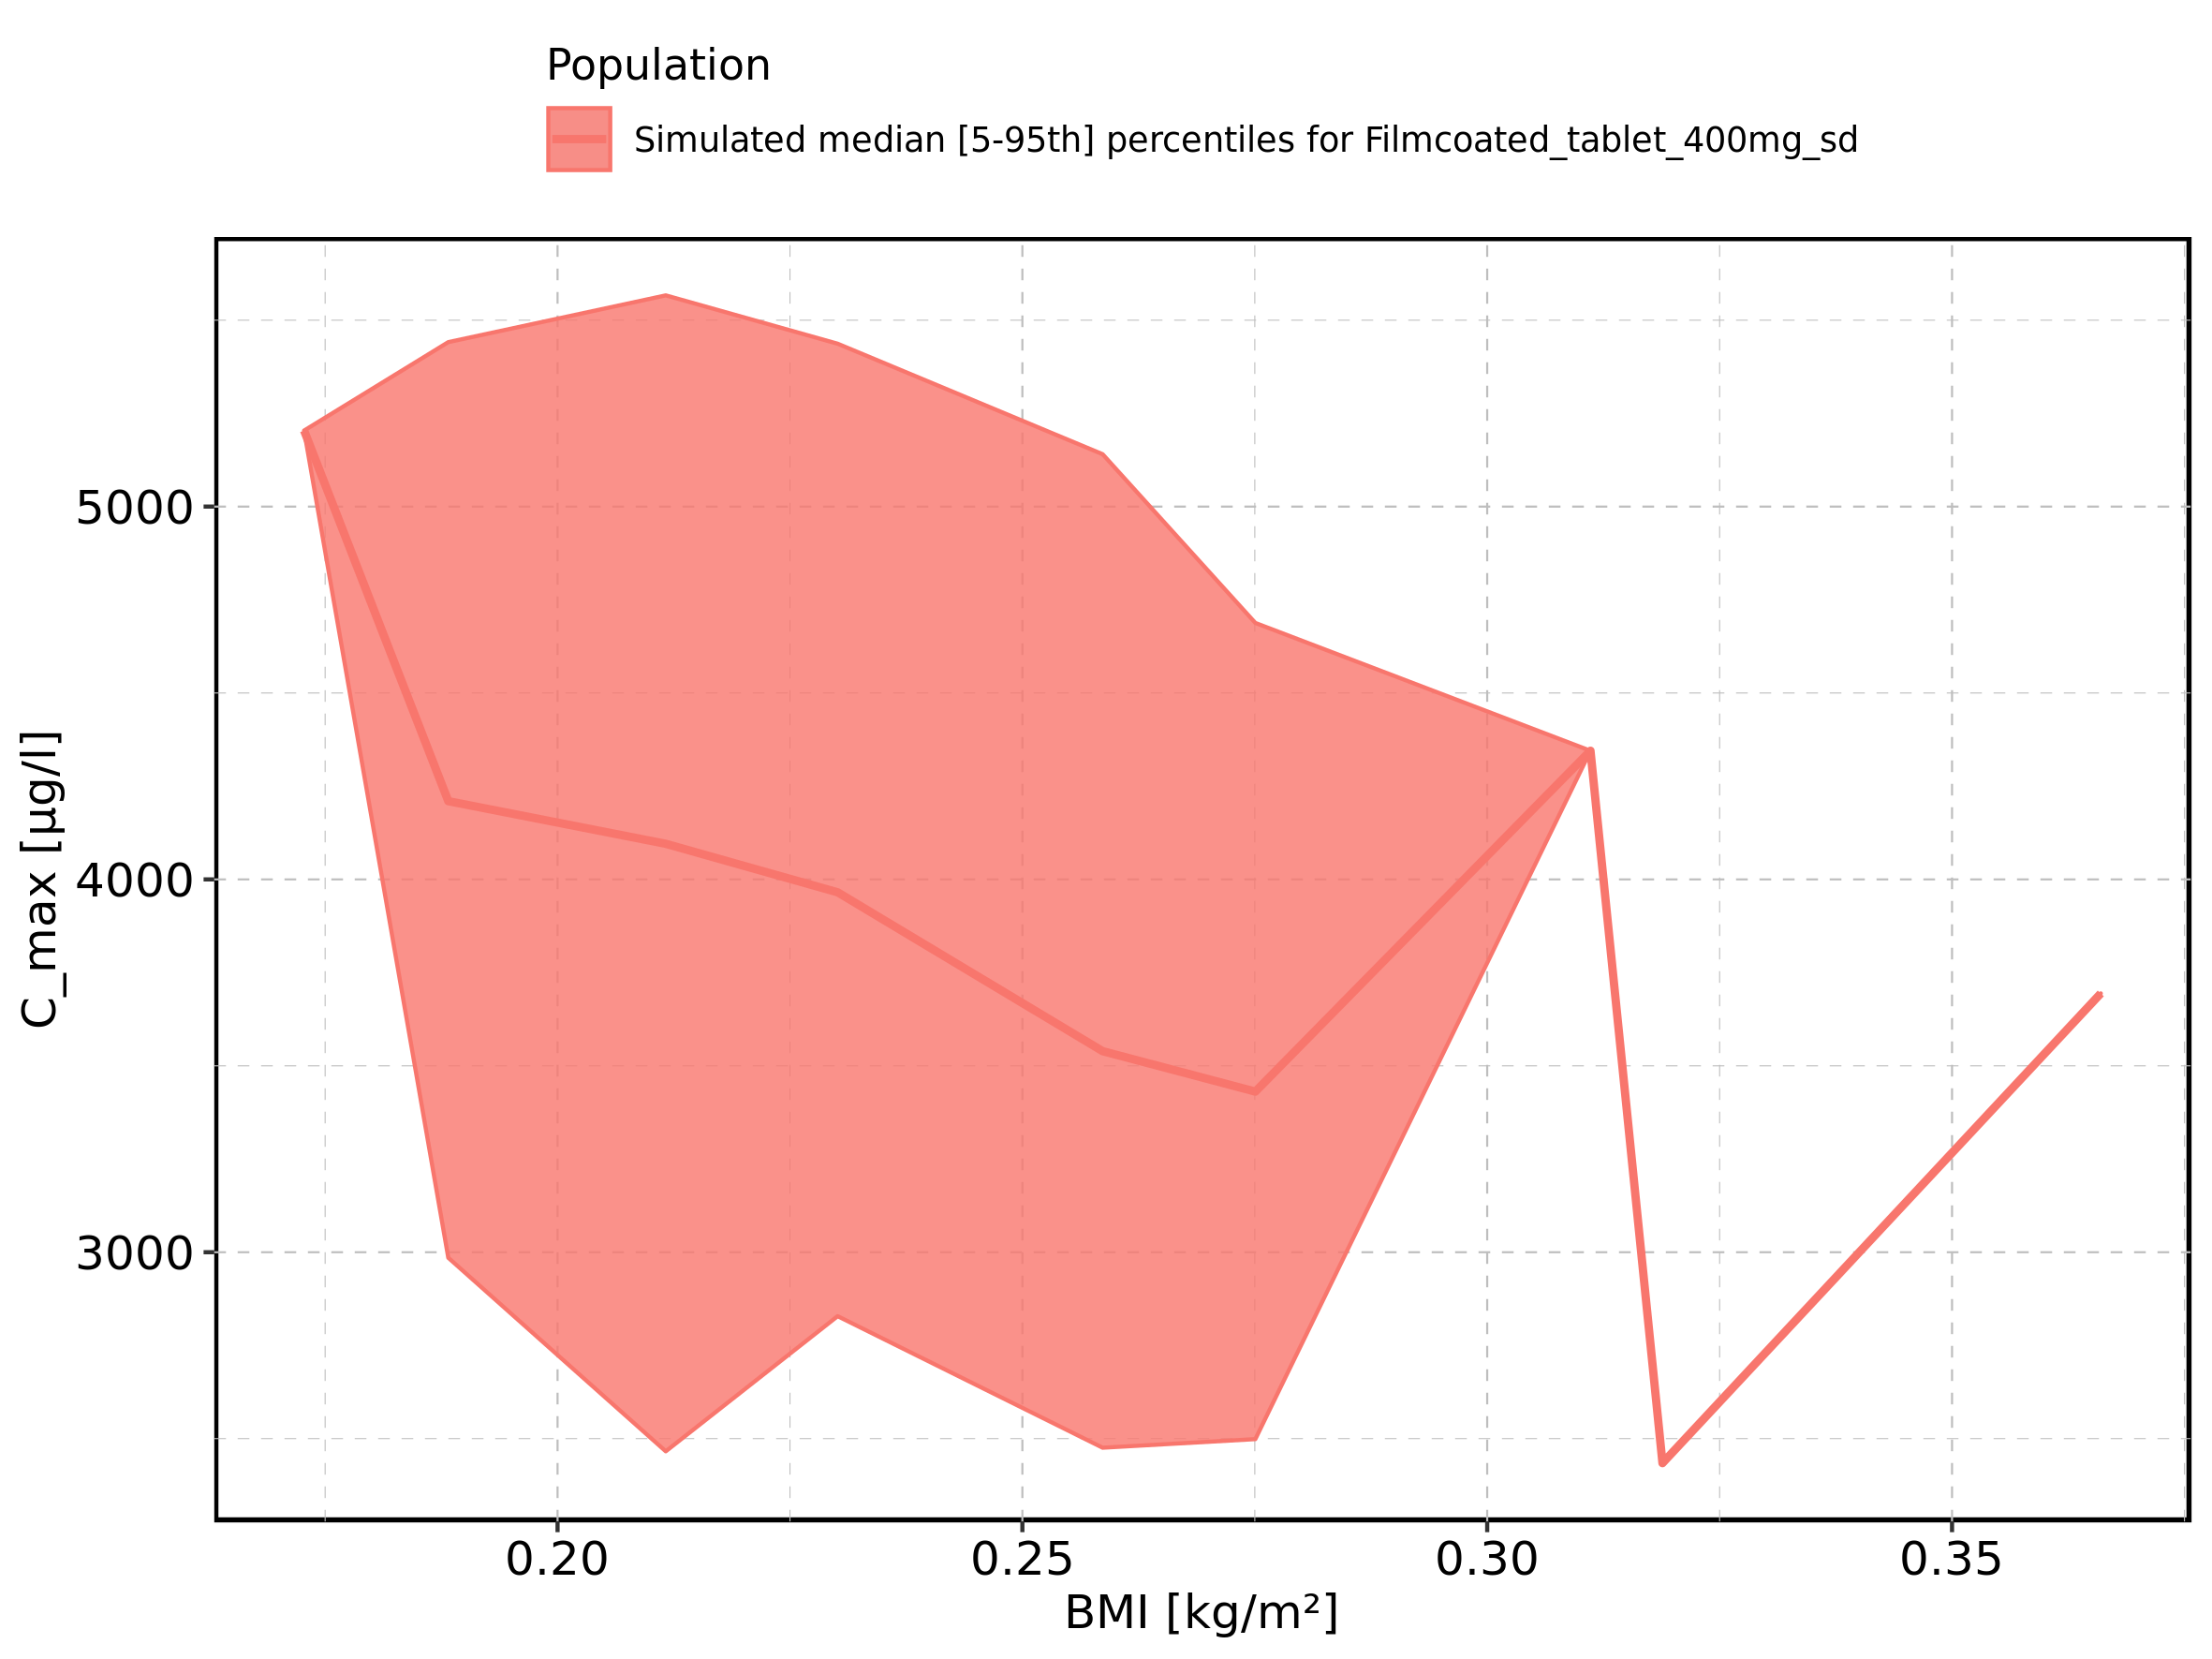 Population
Simulated median [5-95th] percentiles for Filmcoated_tablet_400mg_sd
C_max [µg/l]
5000
4000
3000
0.20 0.25 0.30 0.35
BMI [kg/m²]